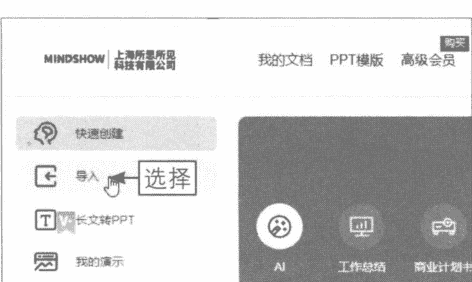 购买
MINDSHOW 上海所思所见
科技有限公司
我的文档 PPT模版 高级会员
快速创建
导入
选择
长文转PPT
我的演示
AI 工作总结 商业计划书